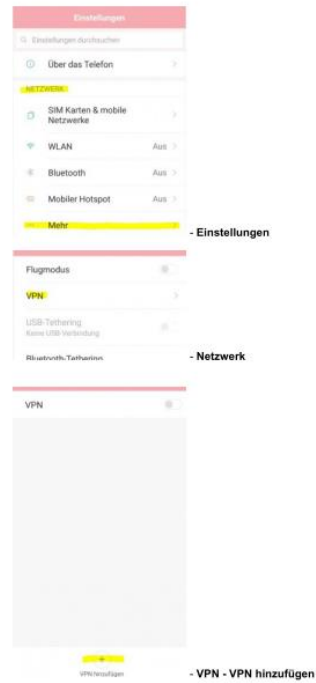 Einstellungen
Einstellungen durchsuchen
Über das Telefon
NETZWERK
SIM Karten & mobile
Netzwerke
WLAN Aus
Bluetooth Aus
Mobiler Hotspot Aus
Mehr
- Einstellungen
Flugmodus
VPN
USB-Tethering
Keine USB Verbindung
Bluetooth-Tethering
- Netzwerk
VPN
VPN hinzufügen
- VPN - VPN hinzufügen